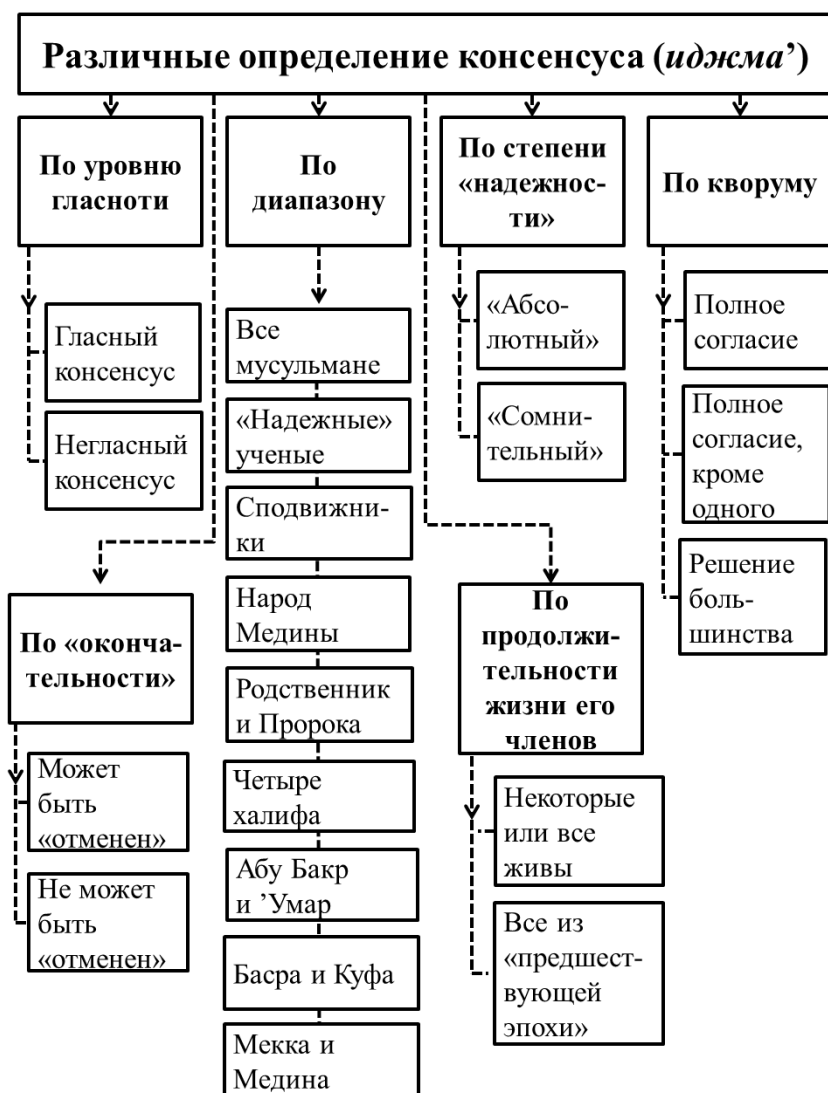 Различные определение консенсуса (иджма’)
По уровню
гласноти
Гласный
консенсус
Негласный
консенсус
По
диапазону
Все
мусульмане
«Надежные»
ученые
Сподвижни-
ки
Народ
Медины
Родственник
и Пророка
Четыре
халифа
Абу Бакр
и ’Умар
Басра и Куфа
Мекка и
Медина
По степени
«надежнос-
ти»
«Абсо-
лютный»
«Сомни-
тельный»
По кворуму
Полное
согласие
Полное
согласие,
кроме
одного
Решение
боль-
шинства
По «оконча-
тельности»
Может
быть
«отменен»
Не может
быть
«отменен»
По
продолжи-
тельности
жизни его
членов
Некоторые
или все
живы
Все из
«предшест-
вующей
эпохи»